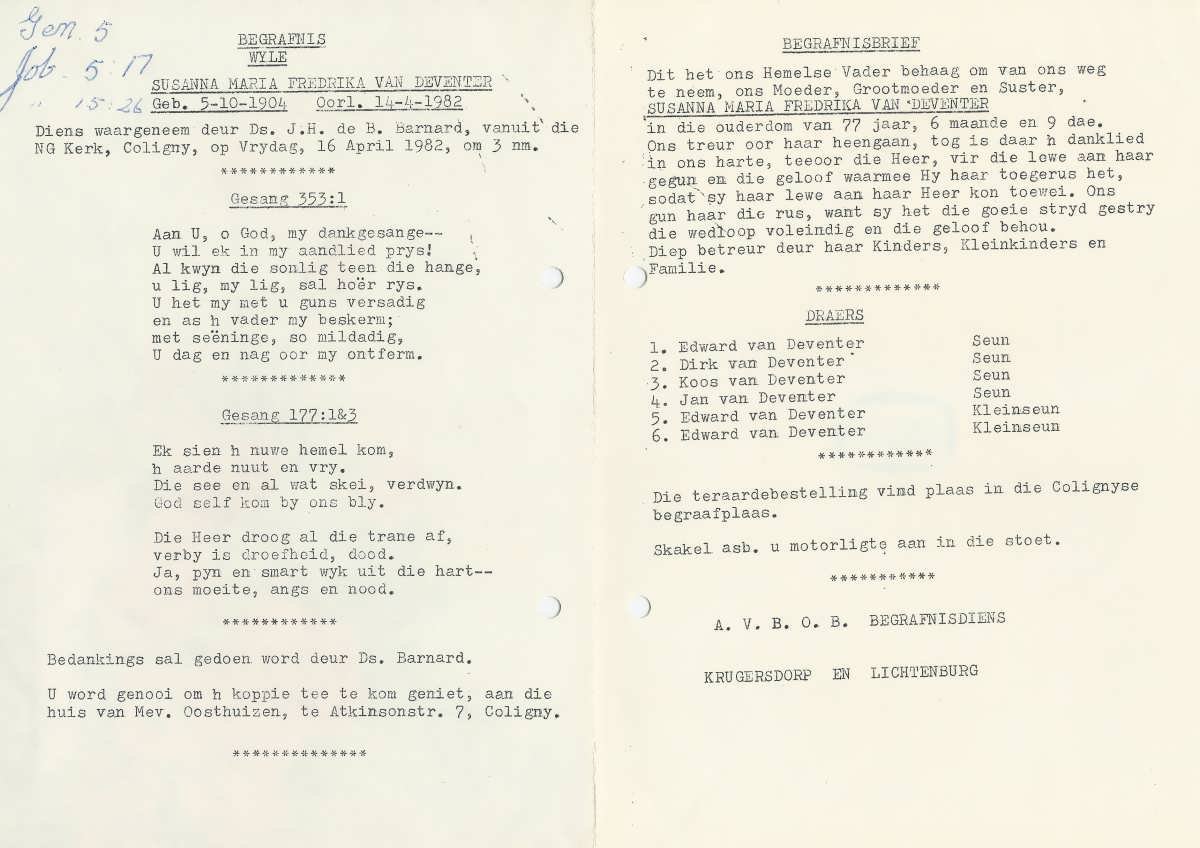 Gen. 5
Job. 5:17
" 15:26
BEGRAFNIS
WYLE
SUSANNA MARIA FREDRIKA VAN DEVENTER
Geb. 5-10-1904 Oorl. 14-4-1982
Diens waargeneem deur Ds. J.H. de B. Barnard, vanuit die
NG Kerk, Coligny, op Vrydag, 16 April 1982, om 3 nm.
************
Gesang 353:1
Aan U, o God, my dankgesange--
U wil ek in my aandlied prys!
Al kwyn die sonlig teen die hange,
u lig, my lig, sal hoër rys.
U het my met u guns versadig
en as h vader my beskerm;
met seëninge, so mildadig,
U dag en nag oor my ontferm.
*************
Gesang 177:1&3
Ek sien h nuwe hemel kom,
h aarde nuut en vry.
Die see en al wat skei, verdwyn.
God self kom by ons bly.
Die Heer droog al die trane af,
verby is droefheid, dood.
Ja, pyn en smart wyk uit die hart--
ons moeite, angs en nood.
************
Bedankings sal gedoen word deur Ds. Barnard.
U word genooi om h koppie tee te kom geniet, aan die
huis van Mev. Oosthuizen, te Atkinsonstr. 7, Coligny.
**************
BEGRAFNISBRIEF
Dit het ons Hemelse Vader behaag om van ons weg
te neem, ons Moeder, Grootmoeder en Suster,
SUSANNA MARIA FREDRIKA VAN DEVENTER
in die ouderdom van 77 jaar, 6 maande en 9 dae.
Ons treur oor haar heengaan, tog is daar h danklied
in ons harte, teeoor die Heer, vir die lewe aan haar
gegun en die geloof waarmee Hy haar toegerus het,
sodat sy haar lewe aan haar Heer kon toewei. Ons
gun haar die rus, want sy het die goeie stryd gestry
die wedloop voleindig en die geloof behou.
Diep betreur deur haar Kinders, Kleinkinders en
Familie.
*************
DRAERS
1. Edward van Deventer Seun
2. Dirk van Deventer Seun
3. Koos van Deventer Seun
4. Jan van Deventer Seun
5. Edward van Deventer Kleinseun
6. Edward van Deventer Kleinseun
************
Die teraardebestelling vind plaas in die Colignyse
begraafplaas.
Skakel asb. u motorligte aan in die stoet.
***********
A. V. B. O. B. BEGRAFNISDIENS
KRUGERSDORP EN LICHTENBURG